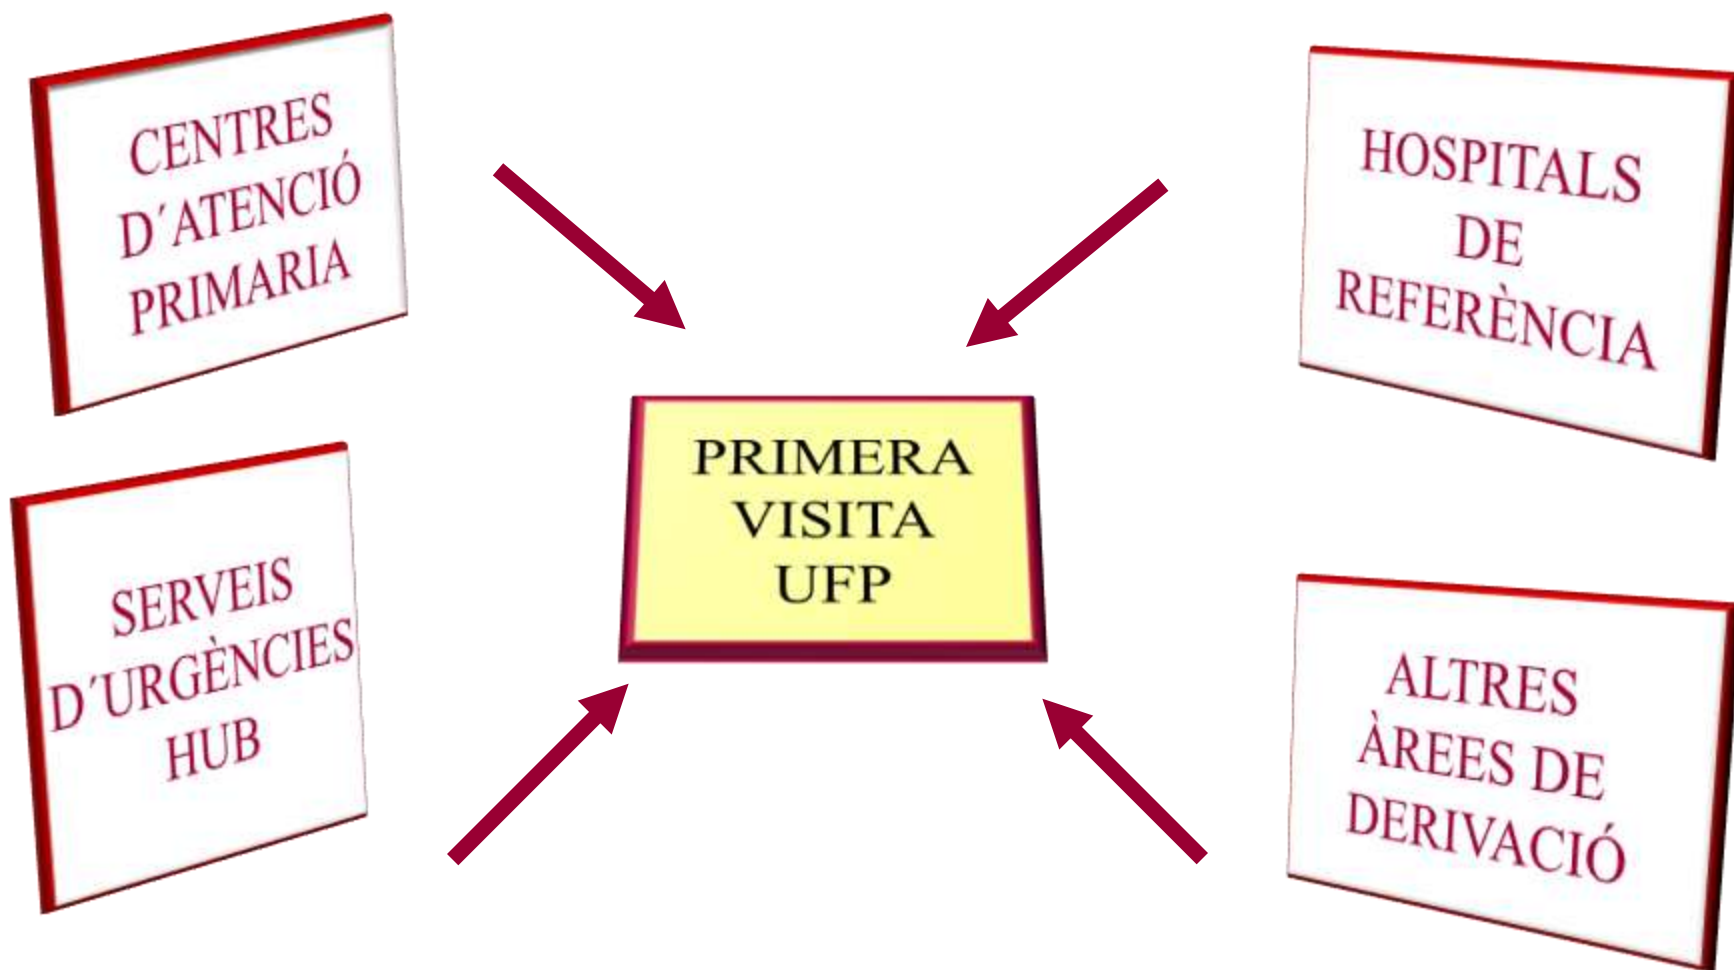 CENTRES
D´ATENCIÓ
PRIMARIA
HOSPITALS
DE
REFERÈNCIA
PRIMERA
VISITA
UFP
SERVEIS
D´URGÈNCIES
HUB
ALTRES
ÀREES DE
DERIVACIÓ